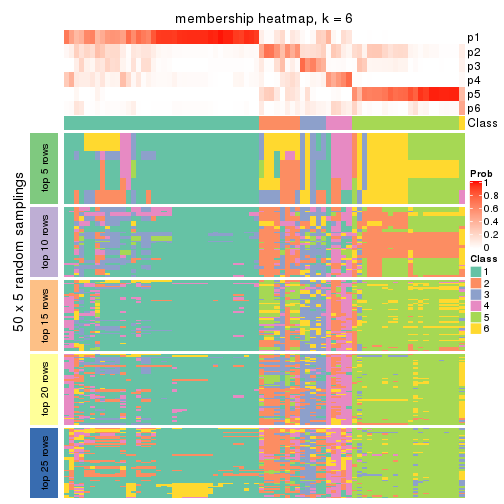 membership heatmap, k = 6
p1
p2
p3
p4
p5
p6
Class
50 x 5 random samplings
top 5 rows
top 10 rows
top 15 rows
top 20 rows
top 25 rows
Prob
1
0.8
0.6
0.4
0.2
0
Class
1
2
3
4
5
6